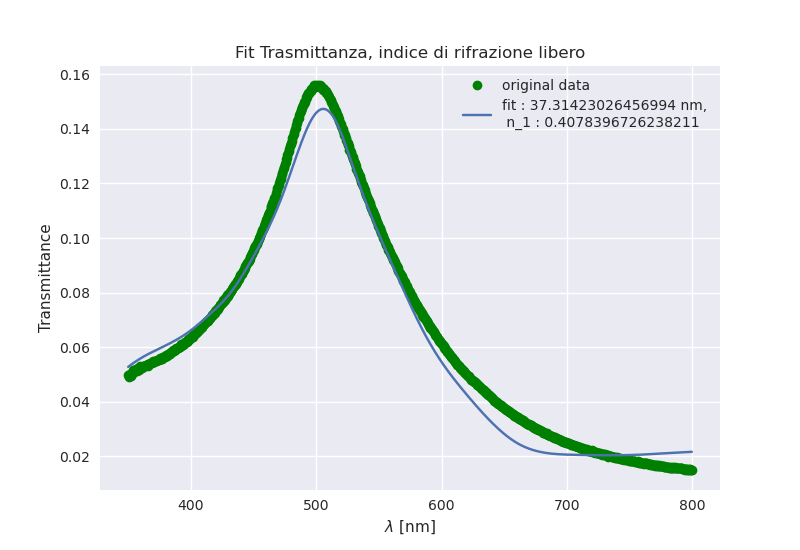 Fit Trasmittanza, indice di rifrazione libero
original data
fit : 37.31423026456994 nm,
n_1 : 0.4078396726238211
Transmittance
0.16
0.14
0.12
0.10
0.08
0.06
0.04
0.02
400
500
600
700
800
λ [nm]